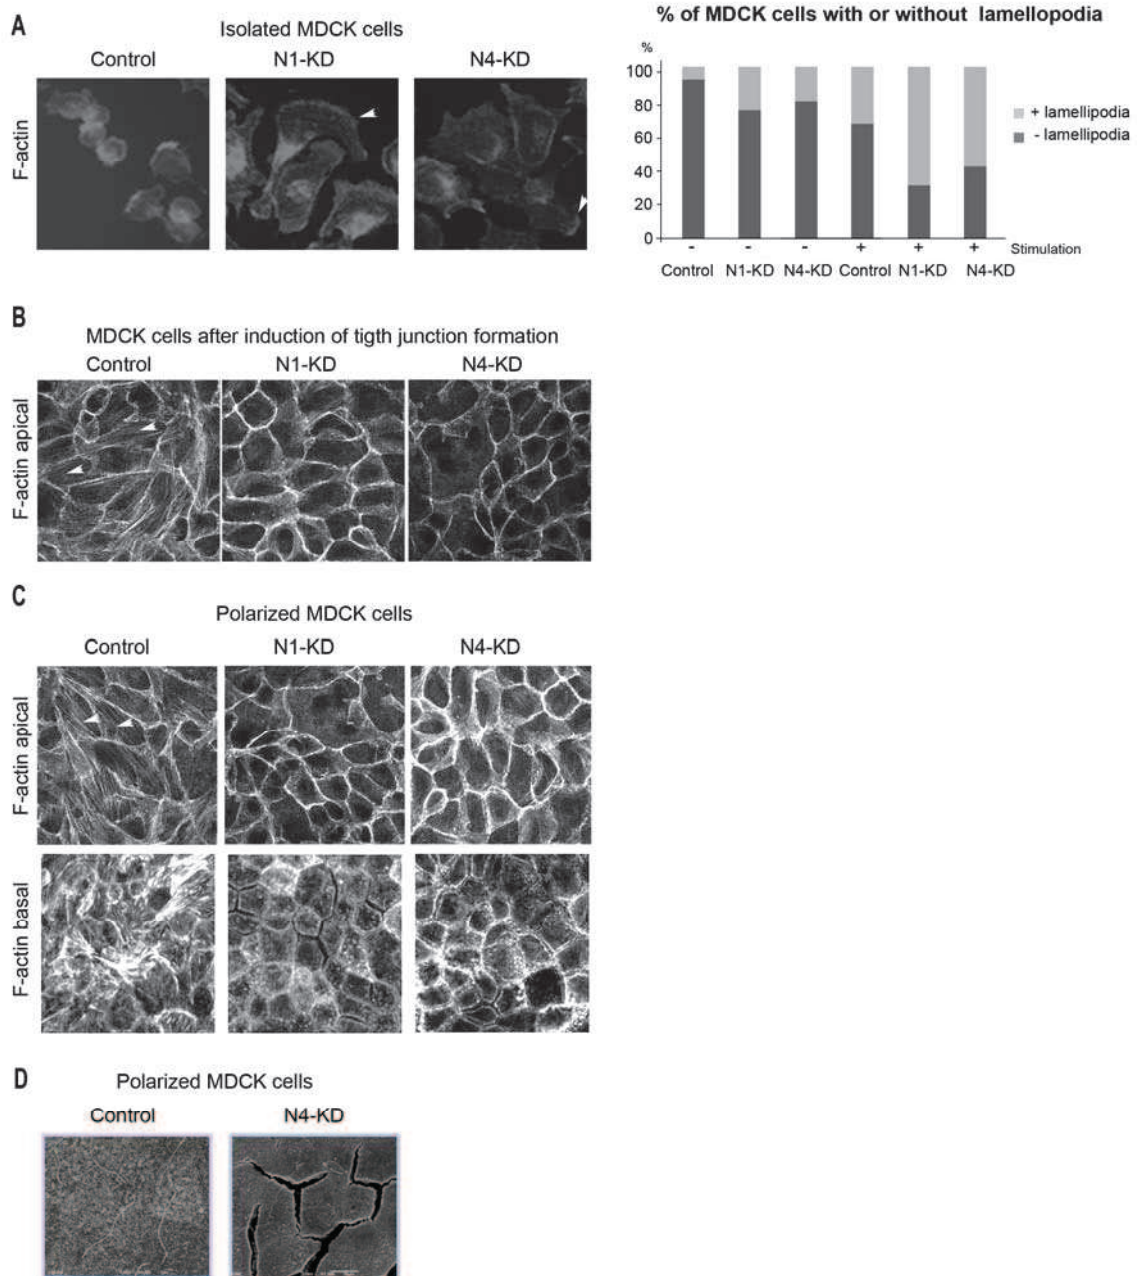 A
Isolated MDCK cells
Control N1-KD N4-KD
F-actin
% of MDCK cells with or without lamellopodia
%
100
80
60
40
20
0
- - - + + + Stimulation
Control N1-KD N4-KD Control N1-KD N4-KD
+ lamellipodia
- lamellipodia
B
MDCK cells after induction of tigth junction formation
Control N1-KD N4-KD
F-actin apical
C
Polarized MDCK cells
Control N1-KD N4-KD
F-actin apical
F-actin basal
D
Polarized MDCK cells
Control N4-KD